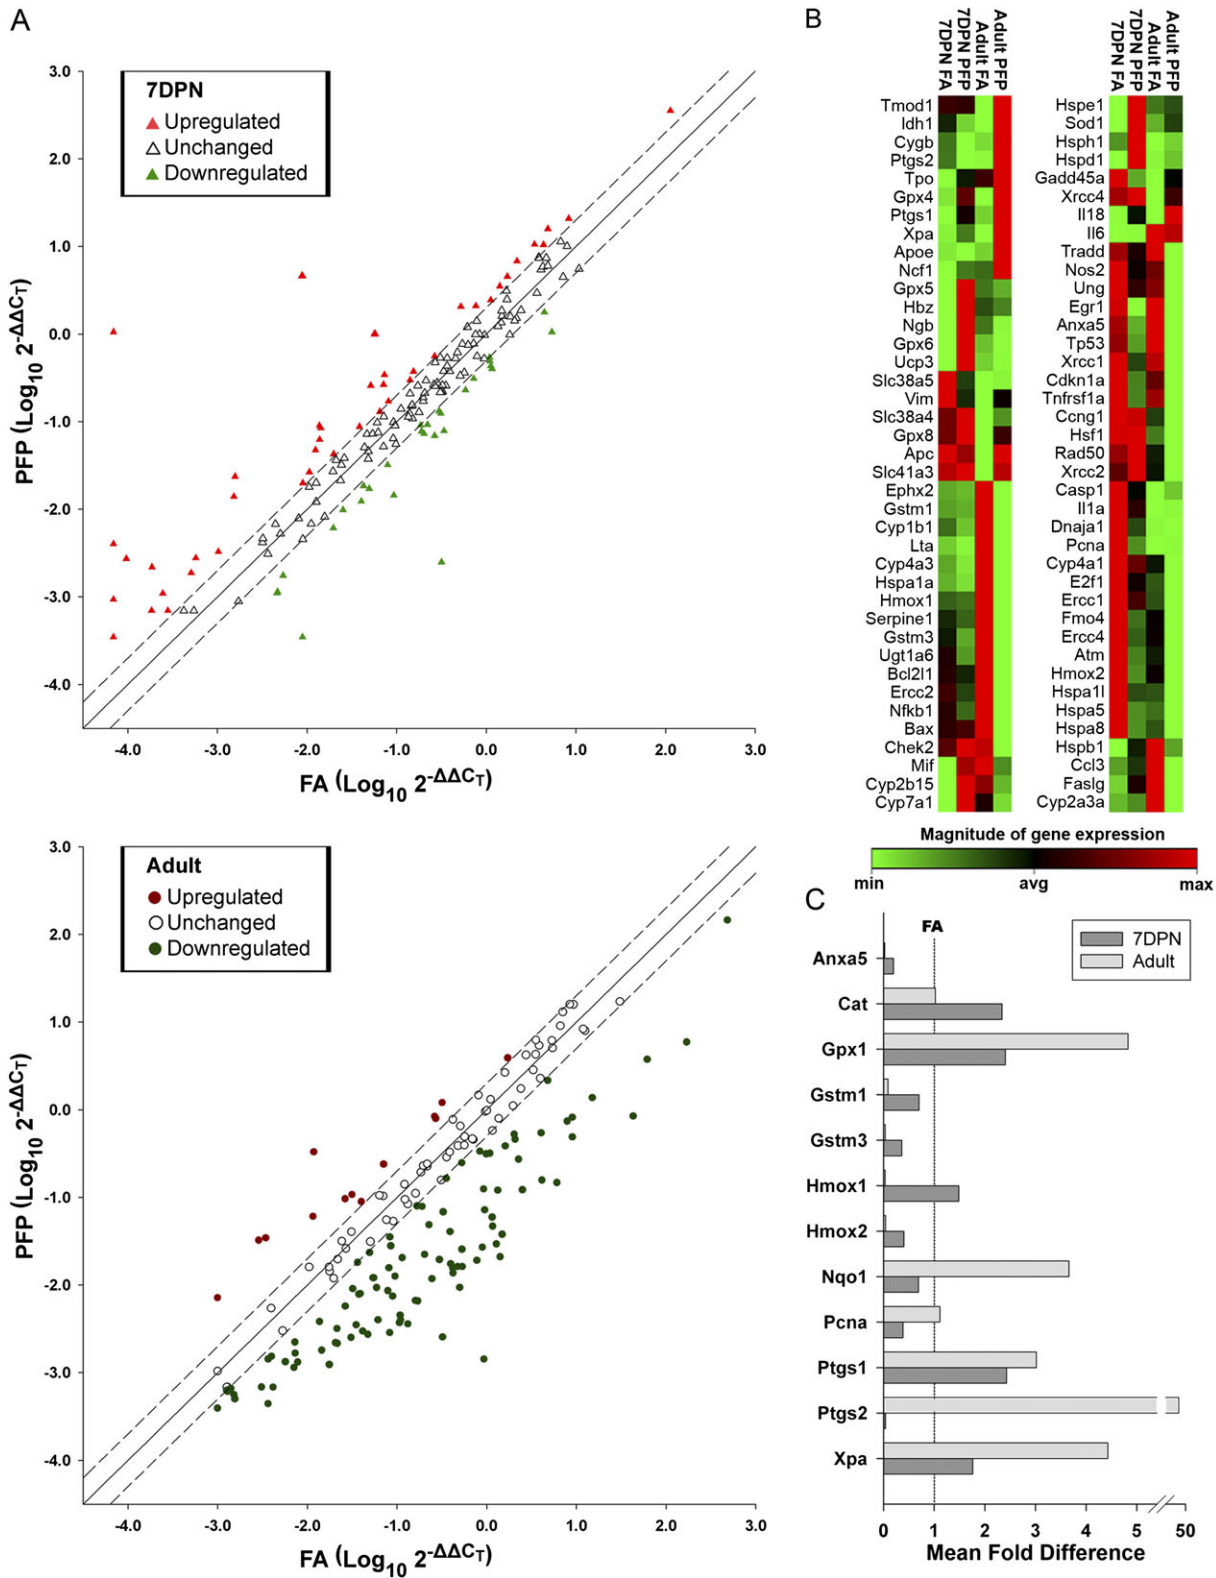 A
3.0
2.0
1.0
0.0
-1.0
-2.0
-3.0
-4.0
PFP (Log10 2-ΔΔCT)
7DPN
Upregulated
Unchanged
Downregulated
-4.0 -3.0 -2.0 -1.0 0.0 1.0 2.0 3.0
FA (Log10 2-ΔΔCT)
3.0
2.0
1.0
0.0
-1.0
-2.0
-3.0
-4.0
PFP (Log10 2-ΔΔCT)
Adult
Upregulated
Unchanged
Downregulated
-4.0 -3.0 -2.0 -1.0 0.0 1.0 2.0 3.0
FA (Log10 2-ΔΔCT)
B
7DPN FA
7DPN PFP
Adult FA
Adult PFP
Tmod1
Idh1
Cygb
Ptgs2
Tpo
Gpx4
Ptgs1
Xpa
Apoe
Ncf1
Gpx5
Hbz
Ngb
Gpx6
Ucp3
Slc38a5
Vim
Slc38a4
Gpx8
Apc
Slc41a3
Ephx2
Gstm1
Cyp1b1
Lta
Cyp4a3
Hspa1a
Hmox1
Serpine1
Gstm3
Ugt1a6
Bcl2l1
Ercc2
Nfkb1
Bax
Chek2
Mif
Cyp2b15
Cyp7a1
7DPN FA
7DPN PFP
Adult FA
Adult PFP
Hspe1
Sod1
Hsph1
Hspd1
Gadd45a
Xrcc4
Il18
Il6
Tradd
Nos2
Ung
Egr1
Anxa5
Tp53
Xrcc1
Cdkn1a
Tnfrsf1a
Ccng1
Hsf1
Rad50
Xrcc2
Casp1
Il1a
Dnaja1
Pcna
Cyp4a1
E2f1
Ercc1
Fmo4
Ercc4
Atm
Hmox2
Hspa1l
Hspa5
Hspa8
Hspb1
Ccl3
Faslg
Cyp2a3a
Magnitude of gene expression
min avg max
C
FA
7DPN
Adult
Anxa5
Cat
Gpx1
Gstm1
Gstm3
Hmox1
Hmox2
Nqo1
Pcna
Ptgs1
Ptgs2
Xpa
0 1 2 3 4 5 50
Mean Fold Difference